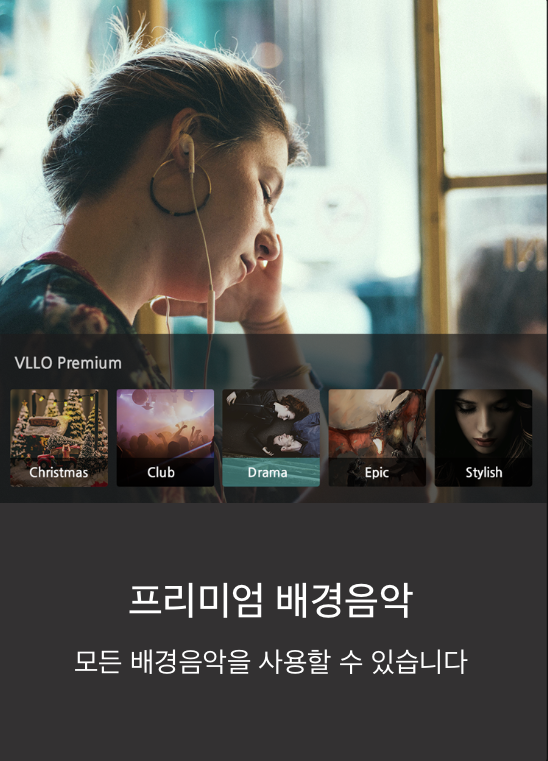 VLLO Premium
Christmas
Club
Drama
Epic
Stylish
프리미엄 배경음악
모든 배경음악을 사용할 수 있습니다